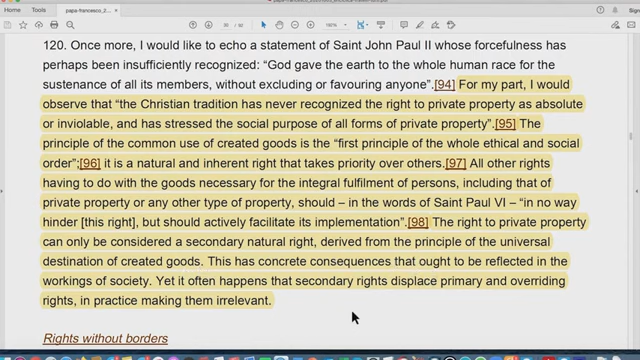 120. Once more, I would like to echo a statement of Saint John Paul II whose forcefulness has
perhaps been insufficiently recognized: “God gave the earth to the whole human race for the
sustenance of all its members, without excluding or favouring anyone”.[94] For my part, I would
observe that “the Christian tradition has never recognized the right to private property as absolute
or inviolable, and has stressed the social purpose of all forms of private property”.[95] The
principle of the common use of created goods is the “first principle of the whole ethical and social
order”;[96] it is a natural and inherent right that takes priority over others.[97] All other rights
having to do with the goods necessary for the integral fulfilment of persons, including that of
private property or any other type of property, should – in the words of Saint Paul VI – “in no way
hinder [this right], but should actively facilitate its implementation”.[98] The right to private property
can only be considered a secondary natural right, derived from the principle of the universal
destination of created goods. This has concrete consequences that ought to be reflected in the
workings of society. Yet it often happens that secondary rights displace primary and overriding
rights, in practice making them irrelevant.
Rights without borders